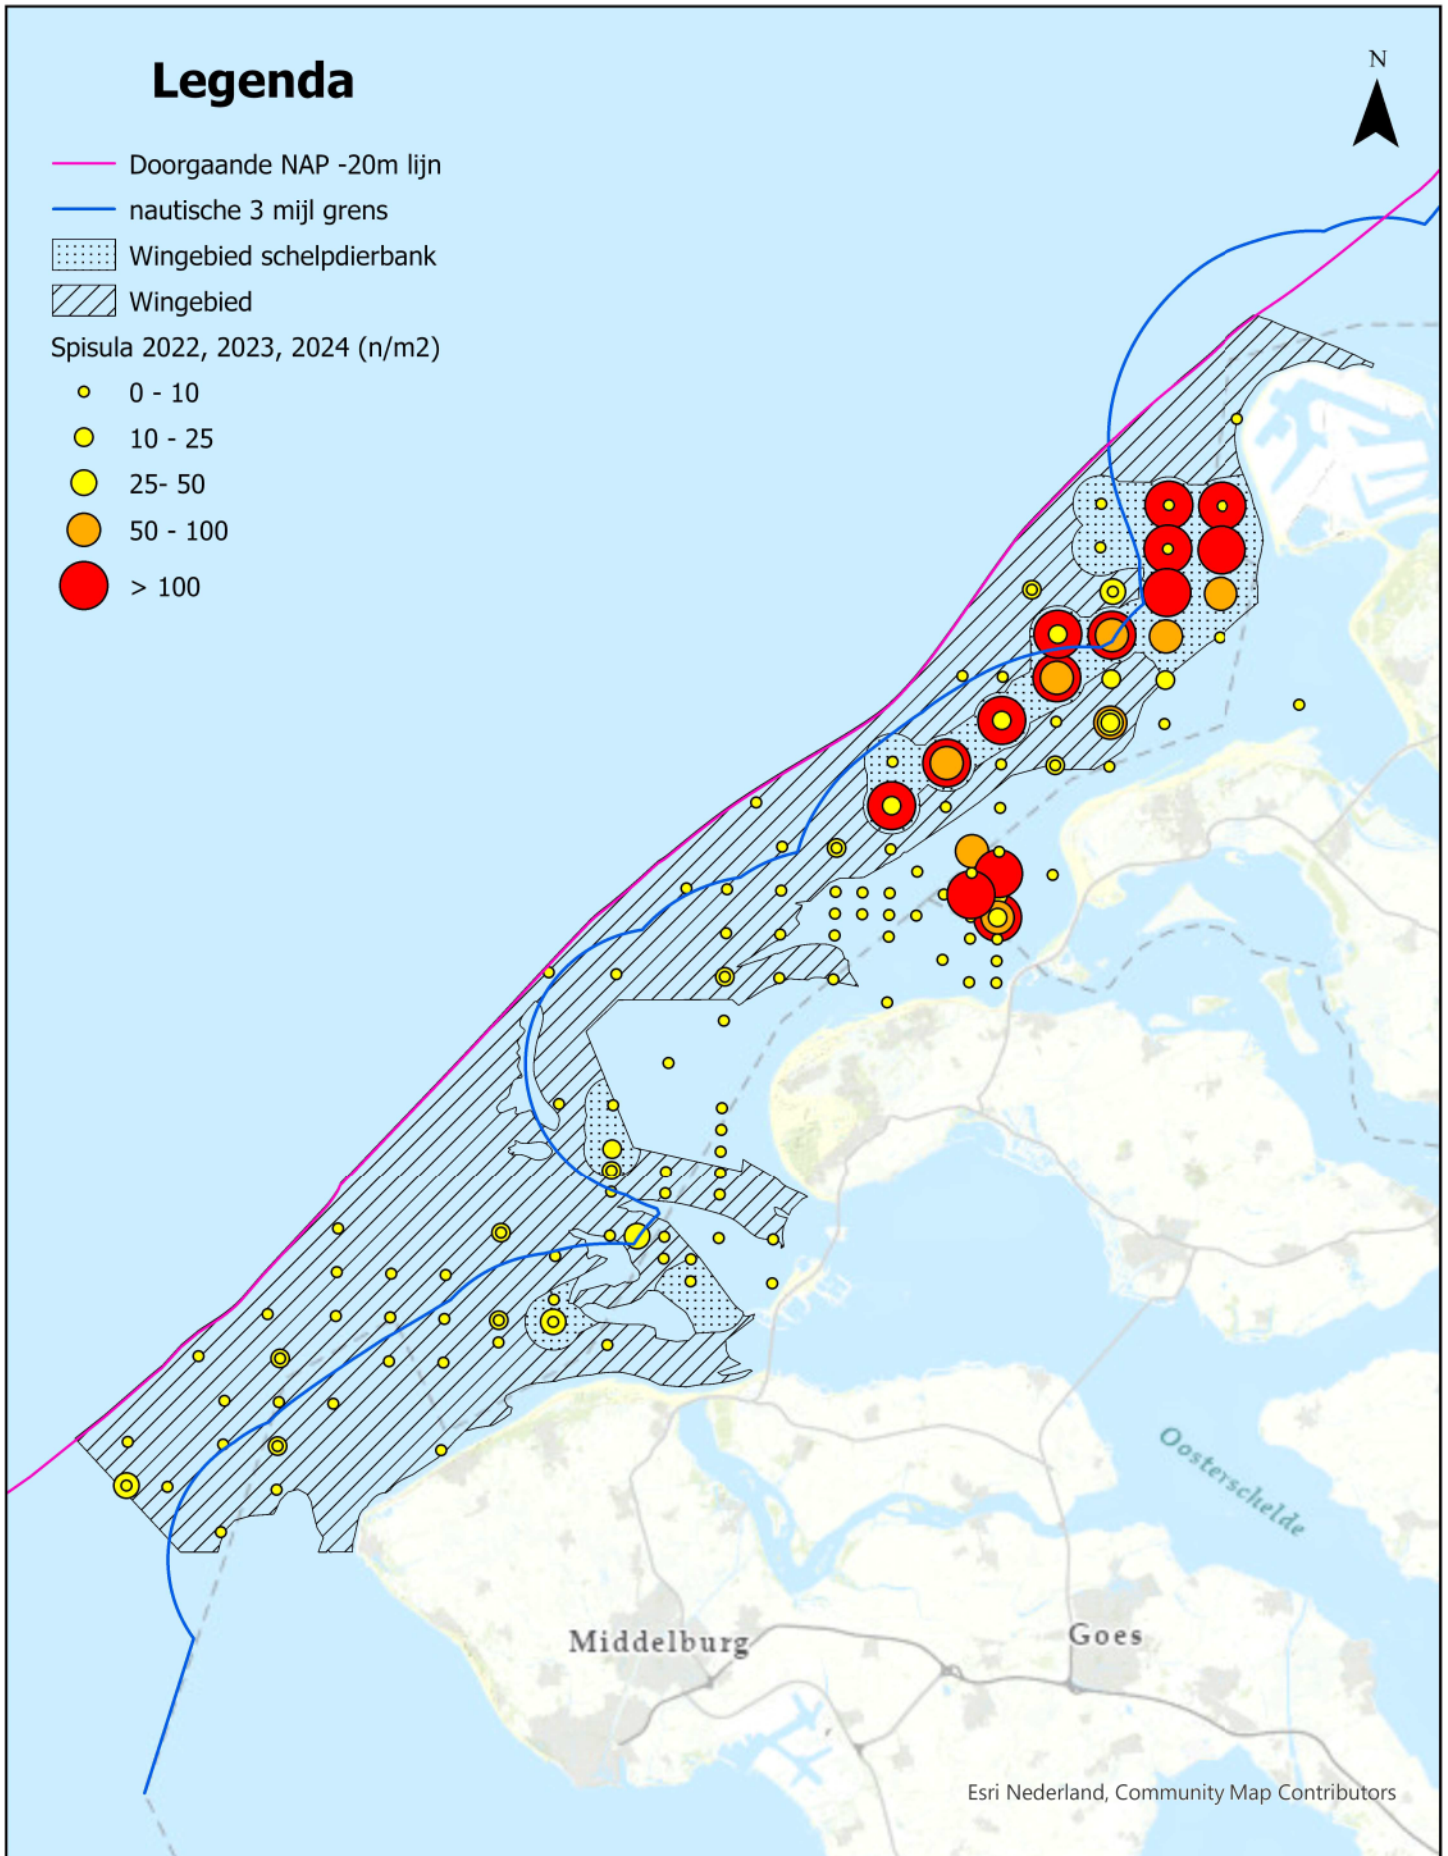 Legenda
N
Doorgaande NAP -20m lijn
nautische 3 mijl grens
Wingebied schelpdierbank
Wingebied
Spisula 2022, 2023, 2024 (n/m2)
0 - 10
10 - 25
25- 50
50 - 100
> 100
Oosterschelde
Middelburg
Goes
Esri Nederland, Community Map Contributors